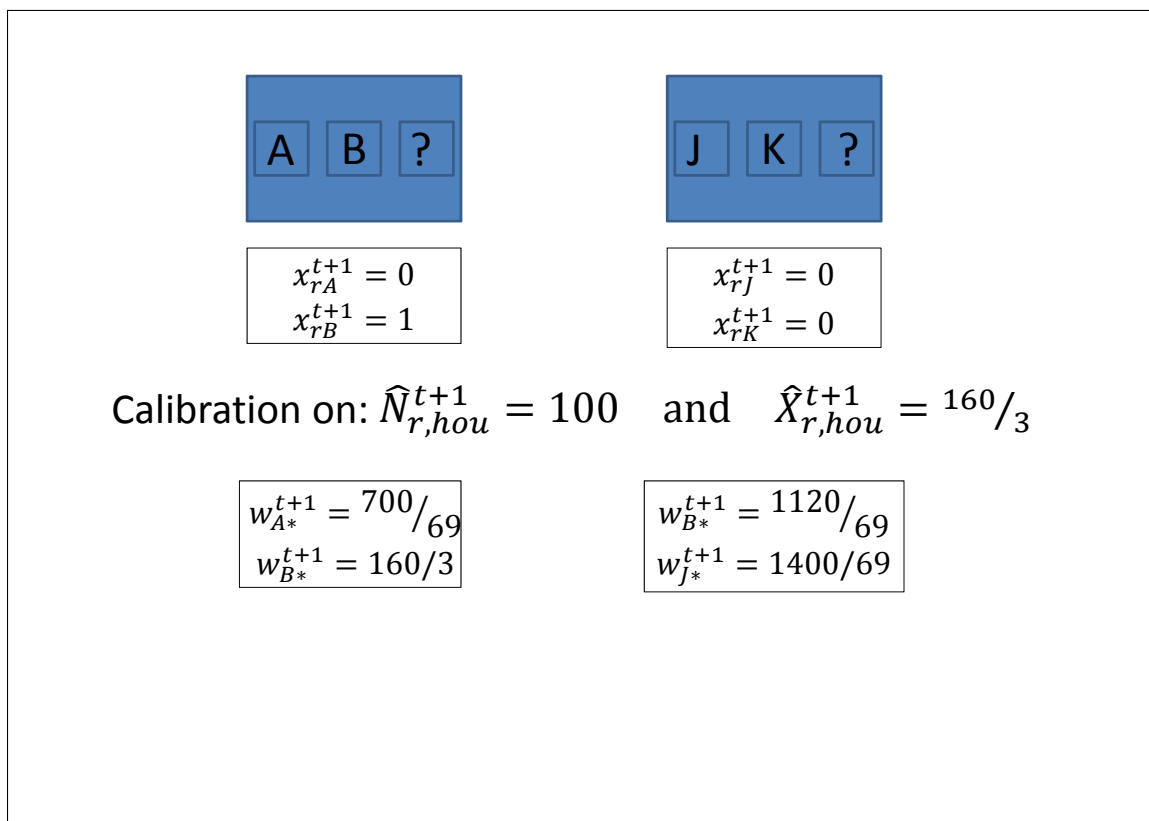 A B ?
J K ?
x_{rA}^{t+1} = 0
x_{rB}^{t+1} = 1
x_{rJ}^{t+1} = 0
x_{rK}^{t+1} = 0
Calibration on: N̂_{r,hou}^{t+1} = 100 and X̂_{r,hou}^{t+1} = 160/3
w_{A*}^{t+1} = 700/69
w_{B*}^{t+1} = 160/3
w_{B*}^{t+1} = 1120/69
w_{J*}^{t+1} = 1400/69